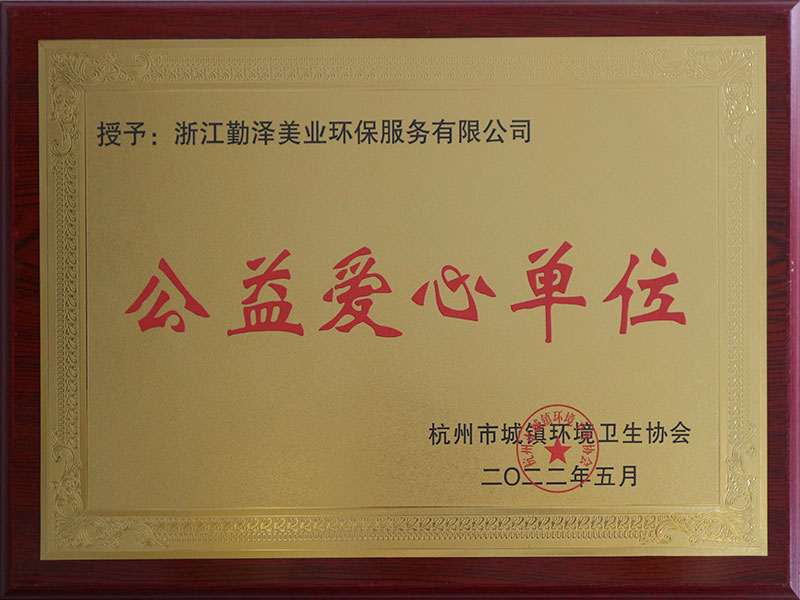 授予：浙江勤泽美业环保服务有限公司
公益爱心单位
杭州市城镇环境卫生协会
二〇二二年五月